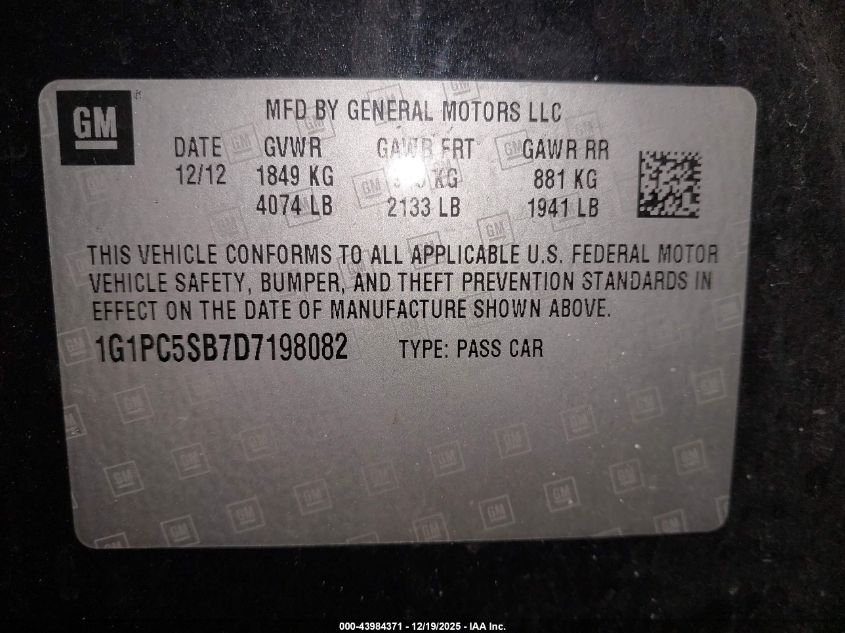 GM
MFD BY GENERAL MOTORS LLC
DATE GVWR GAWR FRT GAWR RR
12/12 1849 KG KG 881 KG
4074 LB 2133 LB 1941 LB
THIS VEHICLE CONFORMS TO ALL APPLICABLE U.S. FEDERAL MOTOR
VEHICLE SAFETY, BUMPER, AND THEFT PREVENTION STANDARDS IN
EFFECT ON THE DATE OF MANUFACTURE SHOWN ABOVE.
1G1PC5SB7D7198082 TYPE: PASS CAR
000-43984371 - 12/19/2025 - IAA Inc.